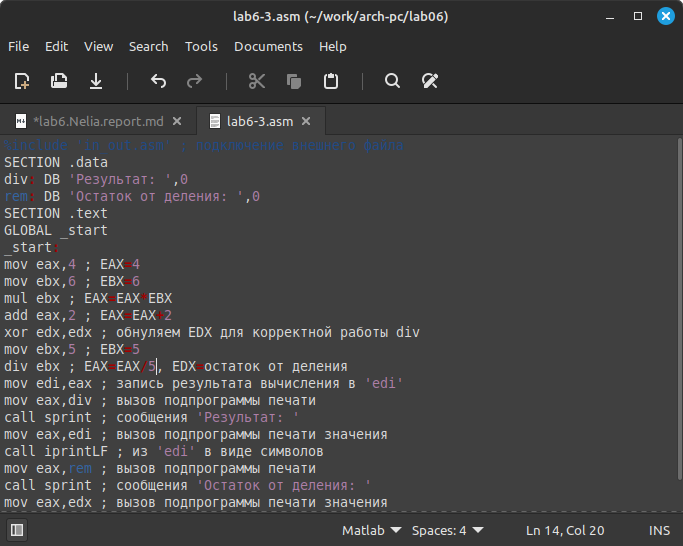 lab6-3.asm (~/work/arch-pc/lab06)
File Edit View Search Tools Documents Help
*lab6.Nelia.report.md lab6-3.asm
%include 'in_out.asm' ; подключение внешнего файла
SECTION .data
div: DB 'Результат: ',0
rem: DB 'Остаток от деления: ',0
SECTION .text
GLOBAL _start
_start:
mov eax,4 ; EAX=4
mov ebx,6 ; EBX=6
mul ebx ; EAX=EAX*EBX
add eax,2 ; EAX=EAX+2
xor edx,edx ; обнуляем EDX для корректной работы div
mov ebx,5 ; EBX=5
div ebx ; EAX=EAX/5, EDX=остаток от деления
mov edi,eax ; запись результата вычисления в 'edi'
mov eax,div ; вызов подпрограммы печати
call sprint ; сообщения 'Результат: '
mov eax,edi ; вызов подпрограммы печати значения
call iprintLF ; из 'edi' в виде символов
mov eax,rem ; вызов подпрограммы печати
call sprint ; сообщения 'Остаток от деления: '
mov eax,edx ; вызов подпрограммы печати значения
Matlab Spaces: 4 Ln 14, Col 20 INS